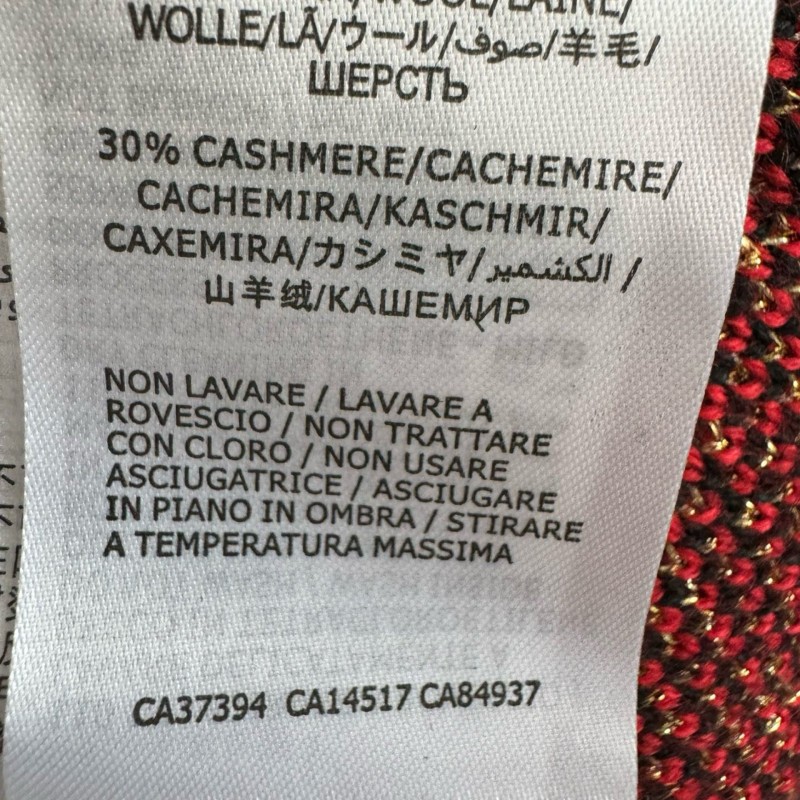 WOOL/LAINE/
WOLLE/LÃ/ウール/صوف/羊毛/
ШЕРСТЬ
30% CASHMERE/CACHEMIRE/
CACHEMIRA/KASCHMIR/
CAXEMIRA/カシミヤ/الكشمير/
山羊绒/КАШЕМИР
NON LAVARE / LAVARE A
ROVESCIO / NON TRATTARE
CON CLORO / NON USARE
ASCIUGATRICE / ASCIUGARE
IN PIANO IN OMBRA / STIRARE
A TEMPERATURA MASSIMA
CA37394 CA14517 CA84937